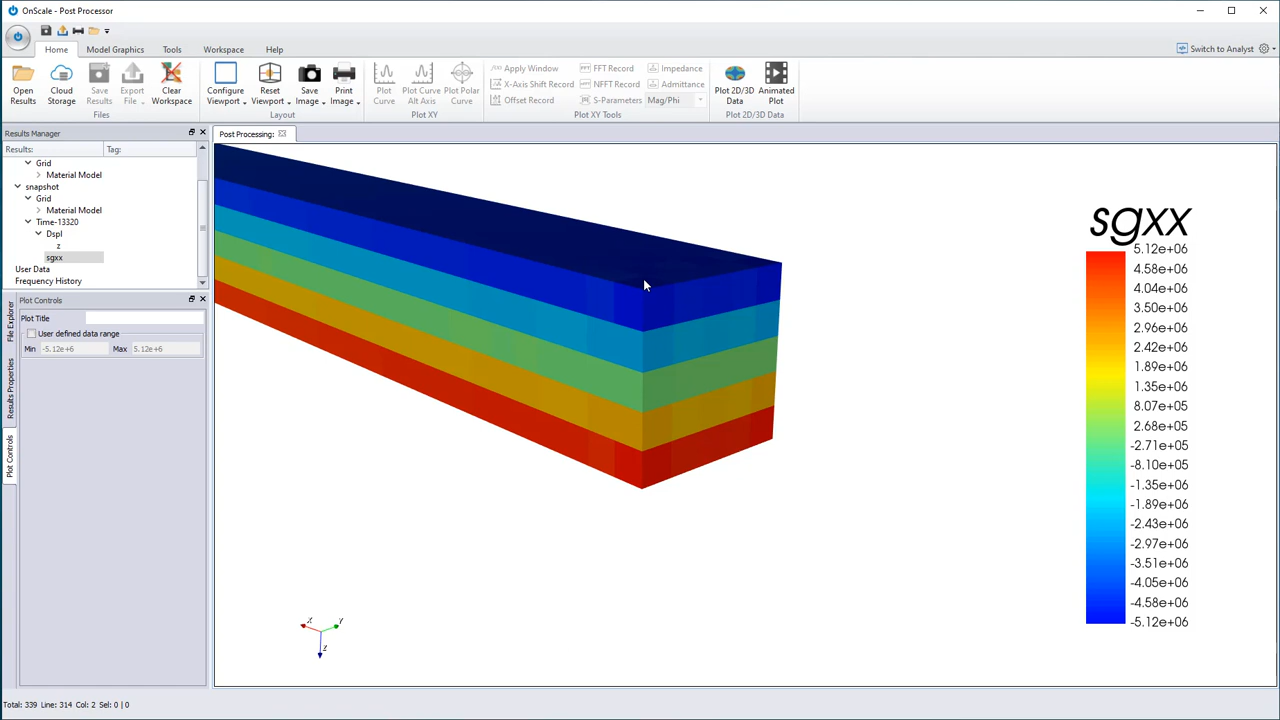 OnScale - Post Processor
Home Model Graphics Tools Workspace Help
Switch to Analyst
Open Results
Cloud Storage
Save Results
Export File
Clear Workspace
Files
Configure Viewport
Reset Viewport
Save Image
Print Image
Layout
Plot Curve
Plot Curve Alt Axis
Plot Polar Curve
Plot XY
Apply Window
X-Axis Shift Record
Offset Record
FFT Record
NFFT Record
S-Parameters
Impedance
Admittance
Mag/Phi
Plot XY Tools
Plot 2D/3D Data
Animated Plot
Plot 2D/3D Data
Results Manager
Results: Tag:
Grid
Material Model
snapshot
Grid
Material Model
Time-13320
Dspl
z
sgxx
User Data
Frequency History
File Explorer
Results Properties
Plot Controls
Plot Controls
Plot Title
User defined data range
Min -5.12e+6 Max 5.12e+6
Post Processing:
sgxx
5.12e+06
4.58e+06
4.04e+06
3.50e+06
2.96e+06
2.42e+06
1.89e+06
1.35e+06
8.07e+05
2.68e+05
-2.71e+05
-8.10e+05
-1.35e+06
-1.89e+06
-2.43e+06
-2.97e+06
-3.51e+06
-4.05e+06
-4.58e+06
-5.12e+06
X Y
Z
Total: 339 Line: 314 Col: 2 Sel: 0 | 0